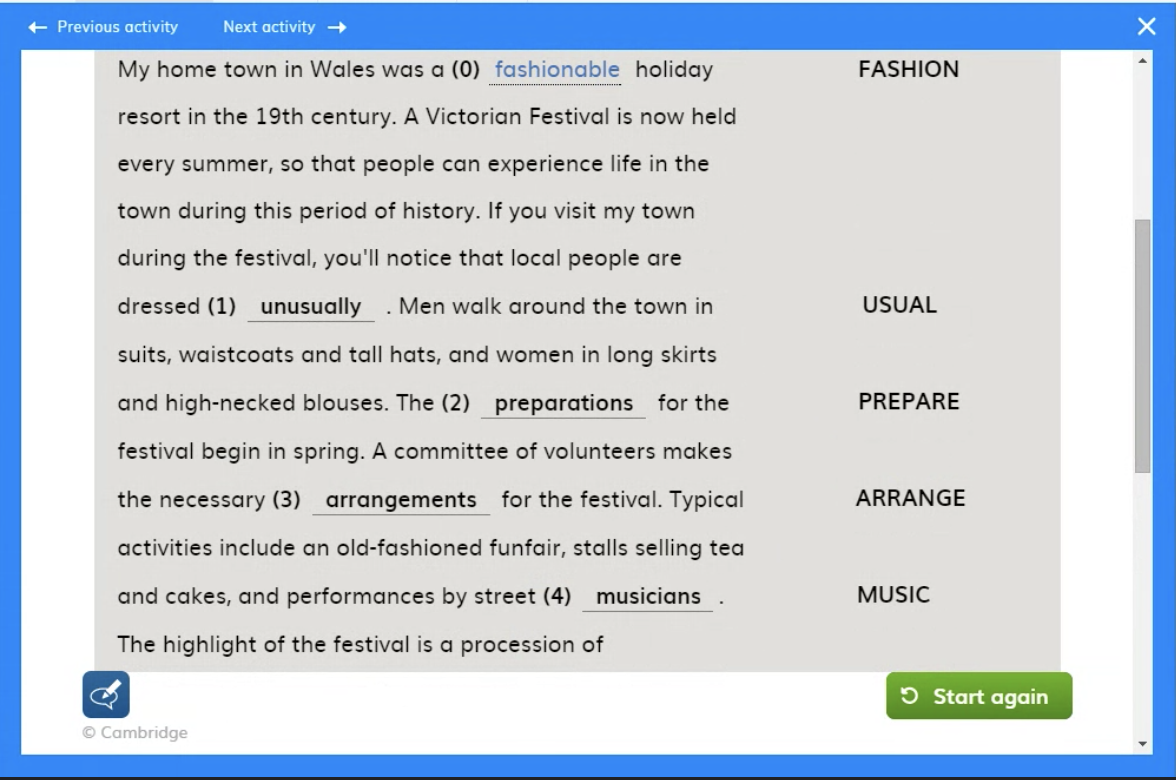 Previous activity Next activity
My home town in Wales was a (0) fashionable holiday FASHION
resort in the 19th century. A Victorian Festival is now held
every summer, so that people can experience life in the
town during this period of history. If you visit my town
during the festival, you'll notice that local people are
dressed (1) unusually . Men walk around the town in USUAL
suits, waistcoats and tall hats, and women in long skirts
and high-necked blouses. The (2) preparations for the PREPARE
festival begin in spring. A committee of volunteers makes
the necessary (3) arrangements for the festival. Typical ARRANGE
activities include an old-fashioned funfair, stalls selling tea
and cakes, and performances by street (4) musicians . MUSIC
The highlight of the festival is a procession of
Start again
© Cambridge